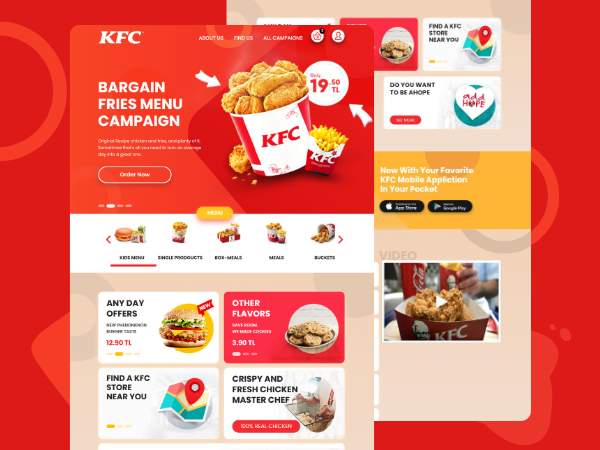 KFC
ABOUT US
FIND US
ALL CAMPAIGNS
BARGAIN
FRIES MENU
CAMPAIGN
Original Recipe chicken and fries, and plenty of it.
Sometimes that's all you need to turn an average
day into a great one.
Order Now
Only
19.50
TL
KFC
KFC
MENU
KIDS MENU
SINGLE PRODOUCTS
BOX-MEALS
MEALS
BUCKETS
ANY DAY
OFFERS
NEW PHENOMENON
BURGER TASTE
12.90 TL
NEW
OTHER
FLAVORS
SAVE ROOM,
WE MADE COOKIES
3.90 TL
FIND A KFC
STORE
NEAR YOU
CRISPY AND
FRESH CHICKEN
MASTER CHEF
100% REAL CHICKEN
FIND A KFC
STORE
NEAR YOU
DO YOU WANT
TO BE AHOPE
SEE MORE
add
HOPE
Now With Your Favorite
KFC Mobile Appliction
In Your Pocket
App Store
Google Play
VIDEO
KFC